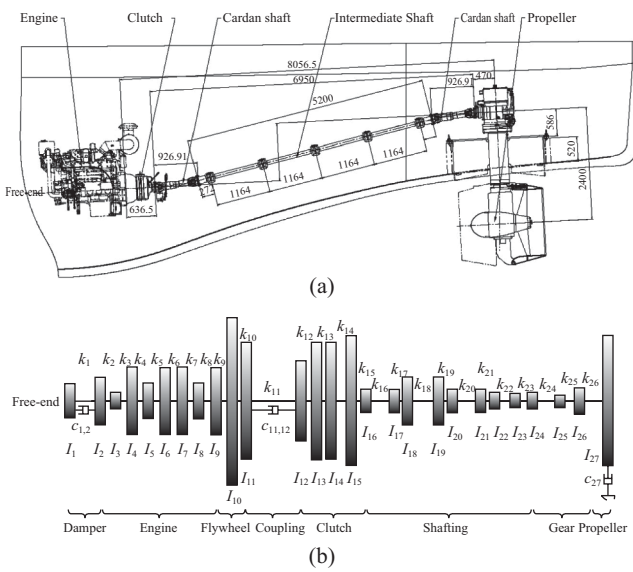 Engine Clutch Cardan shaft Intermediate Shaft Cardan shaft Propeller
8056.5
6950
470
926.9
5200
586
520
2400
926.91
1164
1164
1164
1164
636.5
Free-end
(a)
k1 k2 k3 k4 k5 k6 k7 k8 k9 k10 k11 k12 k13 k14 k15 k16 k17 k18 k19 k20 k21 k22 k23 k24 k25 k26
Free-end
c1,2 c11,12 c27
I1 I2 I3 I4 I5 I6 I7 I8 I9 I10 I11 I12 I13 I14 I15 I16 I17 I18 I19 I20 I21 I22 I23 I24 I25 I26 I27
Damper Engine Flywheel Coupling Clutch Shafting Gear Propeller
(b)